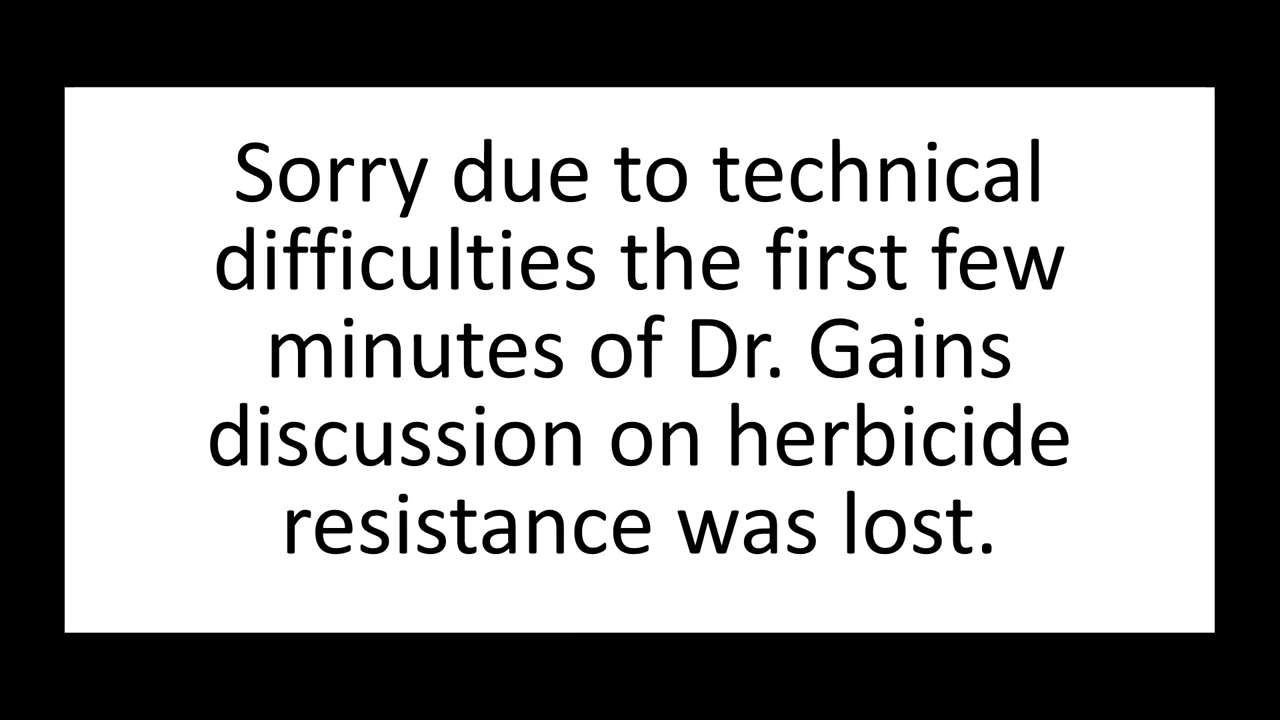 Sorry due to technical
difficulties the first few
minutes of Dr. Gains
discussion on herbicide
resistance was lost.